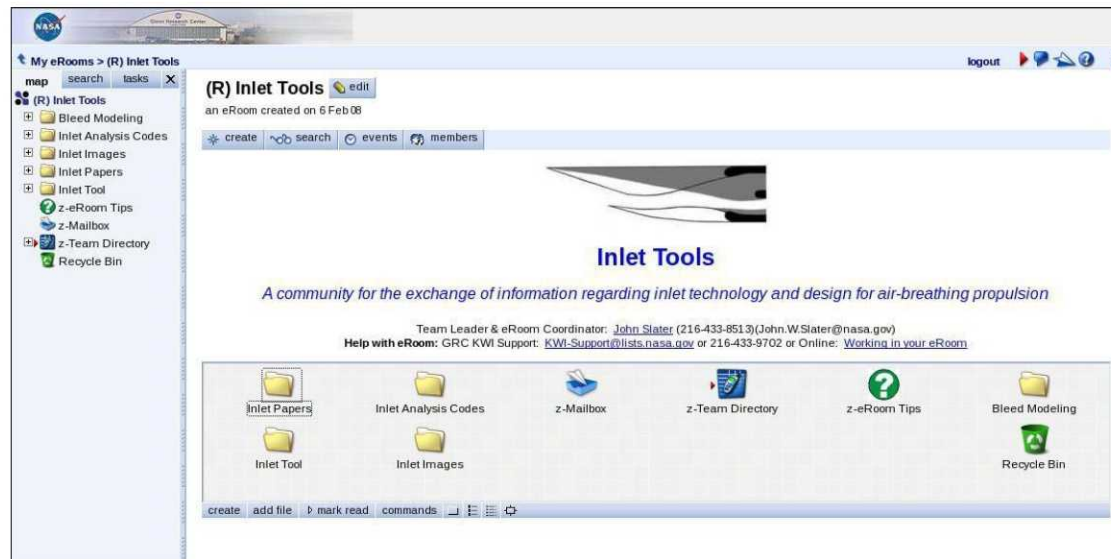 NASA
Glenn Research Center
My eRooms > (R) Inlet Tools
logout
map search tasks X
(R) Inlet Tools
Bleed Modeling
Inlet Analysis Codes
Inlet Images
Inlet Papers
Inlet Tool
z-eRoom Tips
z-Mailbox
z-Team Directory
Recycle Bin
(R) Inlet Tools edit
an eRoom created on 6 Feb 08
create search events members
Inlet Tools
A community for the exchange of information regarding inlet technology and design for air-breathing propulsion
Team Leader & eRoom Coordinator: John Slater (216-433-8513)(John.W.Slater@nasa.gov)
Help with eRoom: GRC KWI Support: KWI-Support@lists.nasa.gov or 216-433-9702 or Online: Working in your eRoom
Inlet Papers Inlet Analysis Codes z-Mailbox z-Team Directory z-eRoom Tips Bleed Modeling
Inlet Tool Inlet Images Recycle Bin
create add file mark read commands